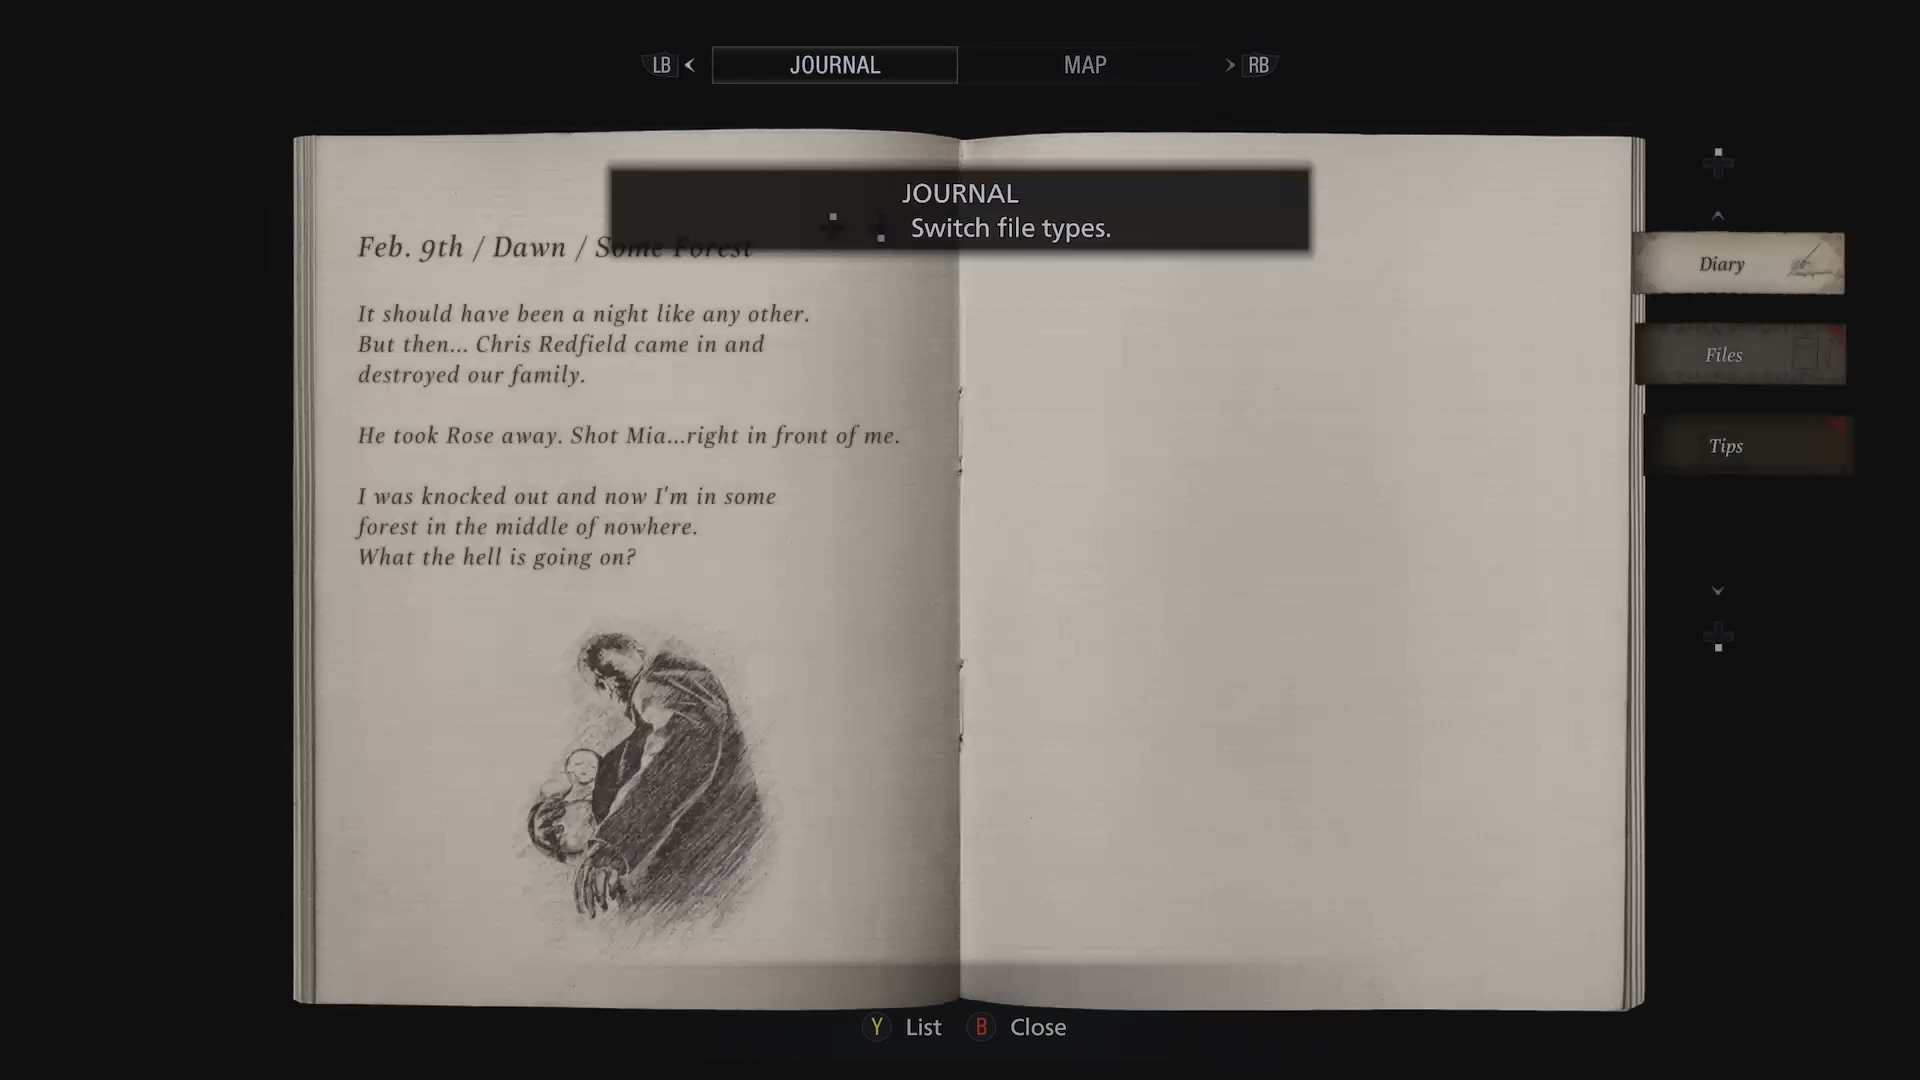 LB JOURNAL MAP RB
JOURNAL
Switch file types.
Feb. 9th / Dawn / Some Forest
It should have been a night like any other.
But then... Chris Redfield came in and
destroyed our family.
He took Rose away. Shot Mia...right in front of me.
I was knocked out and now I'm in some
forest in the middle of nowhere.
What the hell is going on?
Diary
Files
Tips
Y List B Close